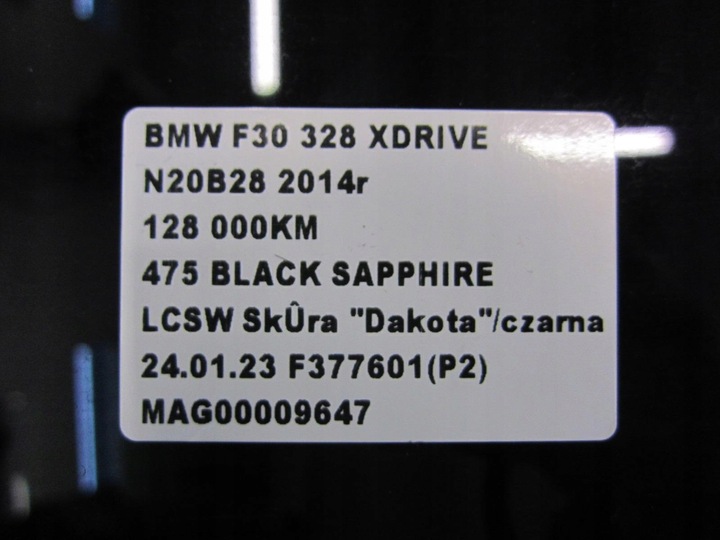 BMW F30 328 XDRIVE
N20B28 2014r
128 000KM
475 BLACK SAPPHIRE
LCSW SkÛra "Dakota"/czarna
24.01.23 F377601(P2)
MAG00009647